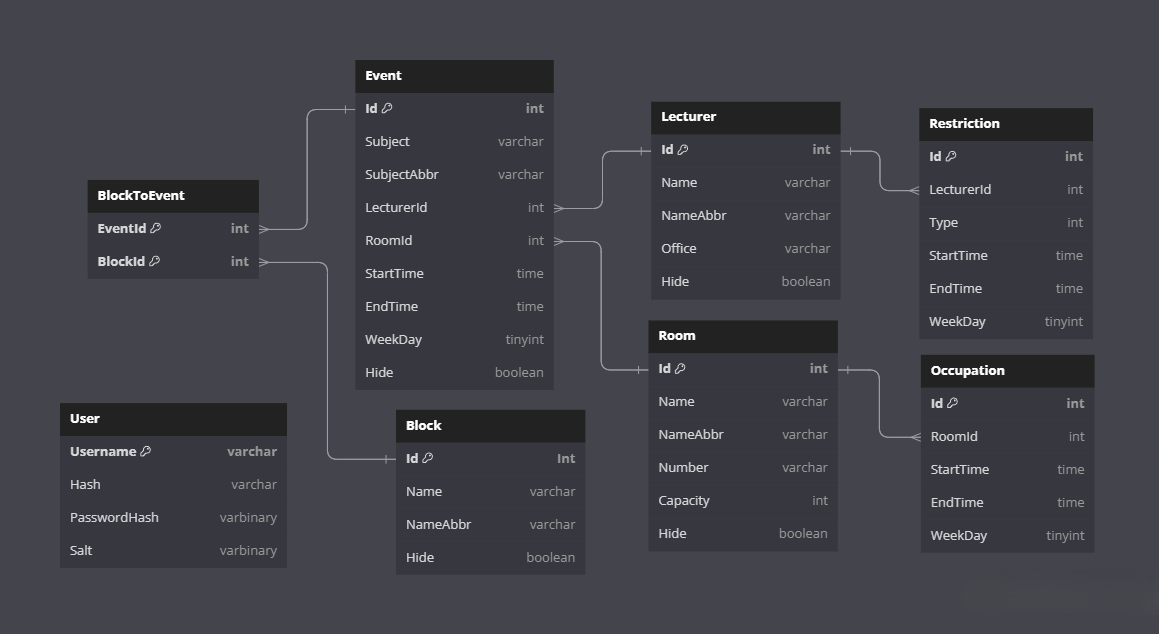 Event
Id int
Subject varchar
SubjectAbbr varchar
LecturerId int
RoomId int
StartTime time
EndTime time
WeekDay tinyint
Hide boolean
Lecturer
Id int
Name varchar
NameAbbr varchar
Office varchar
Hide boolean
Restriction
Id int
LecturerId int
Type int
StartTime time
EndTime time
WeekDay tinyint
BlockToEvent
EventId int
BlockId int
Room
Id int
Name varchar
NameAbbr varchar
Number varchar
Capacity int
Hide boolean
Occupation
Id int
RoomId int
StartTime time
EndTime time
WeekDay tinyint
User
Username varchar
Hash varchar
PasswordHash varbinary
Salt varbinary
Block
Id Int
Name varchar
NameAbbr varchar
Hide boolean